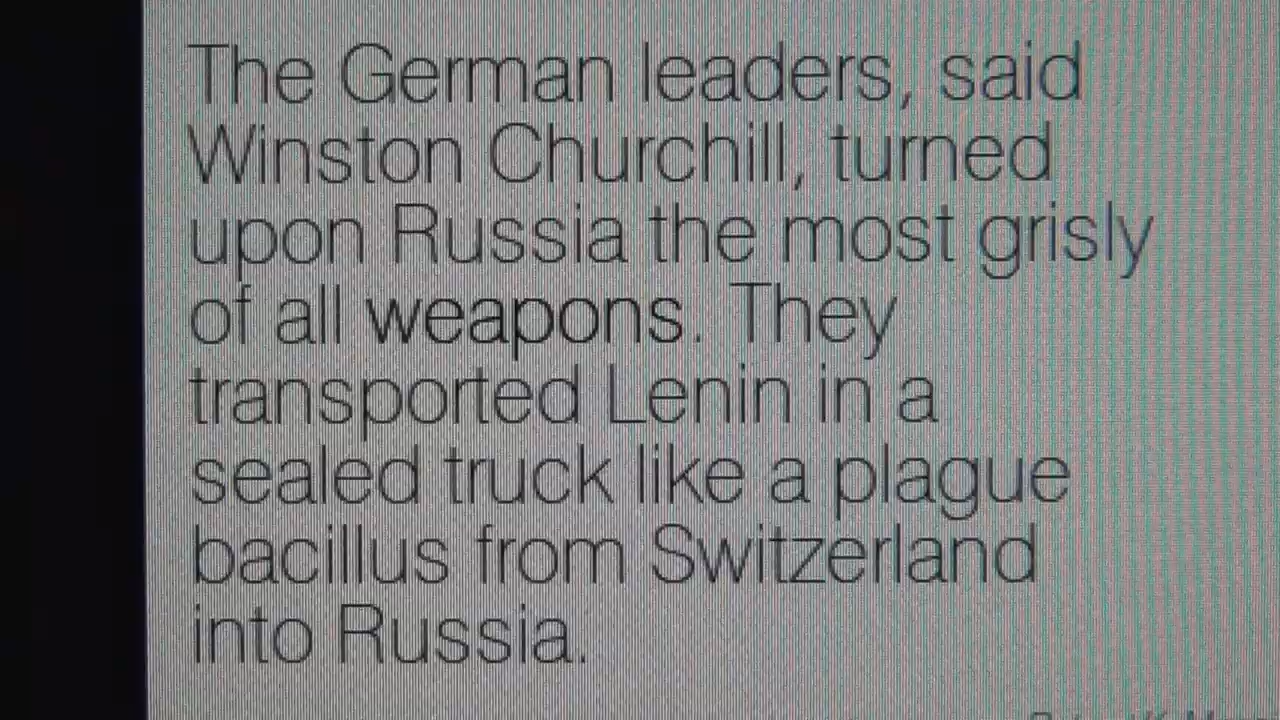 The German leaders, said
Winston Churchill, turned
upon Russia the most grisly
of all weapons. They
transported Lenin in a
sealed truck like a plague
bacillus from Switzerland
into Russia.